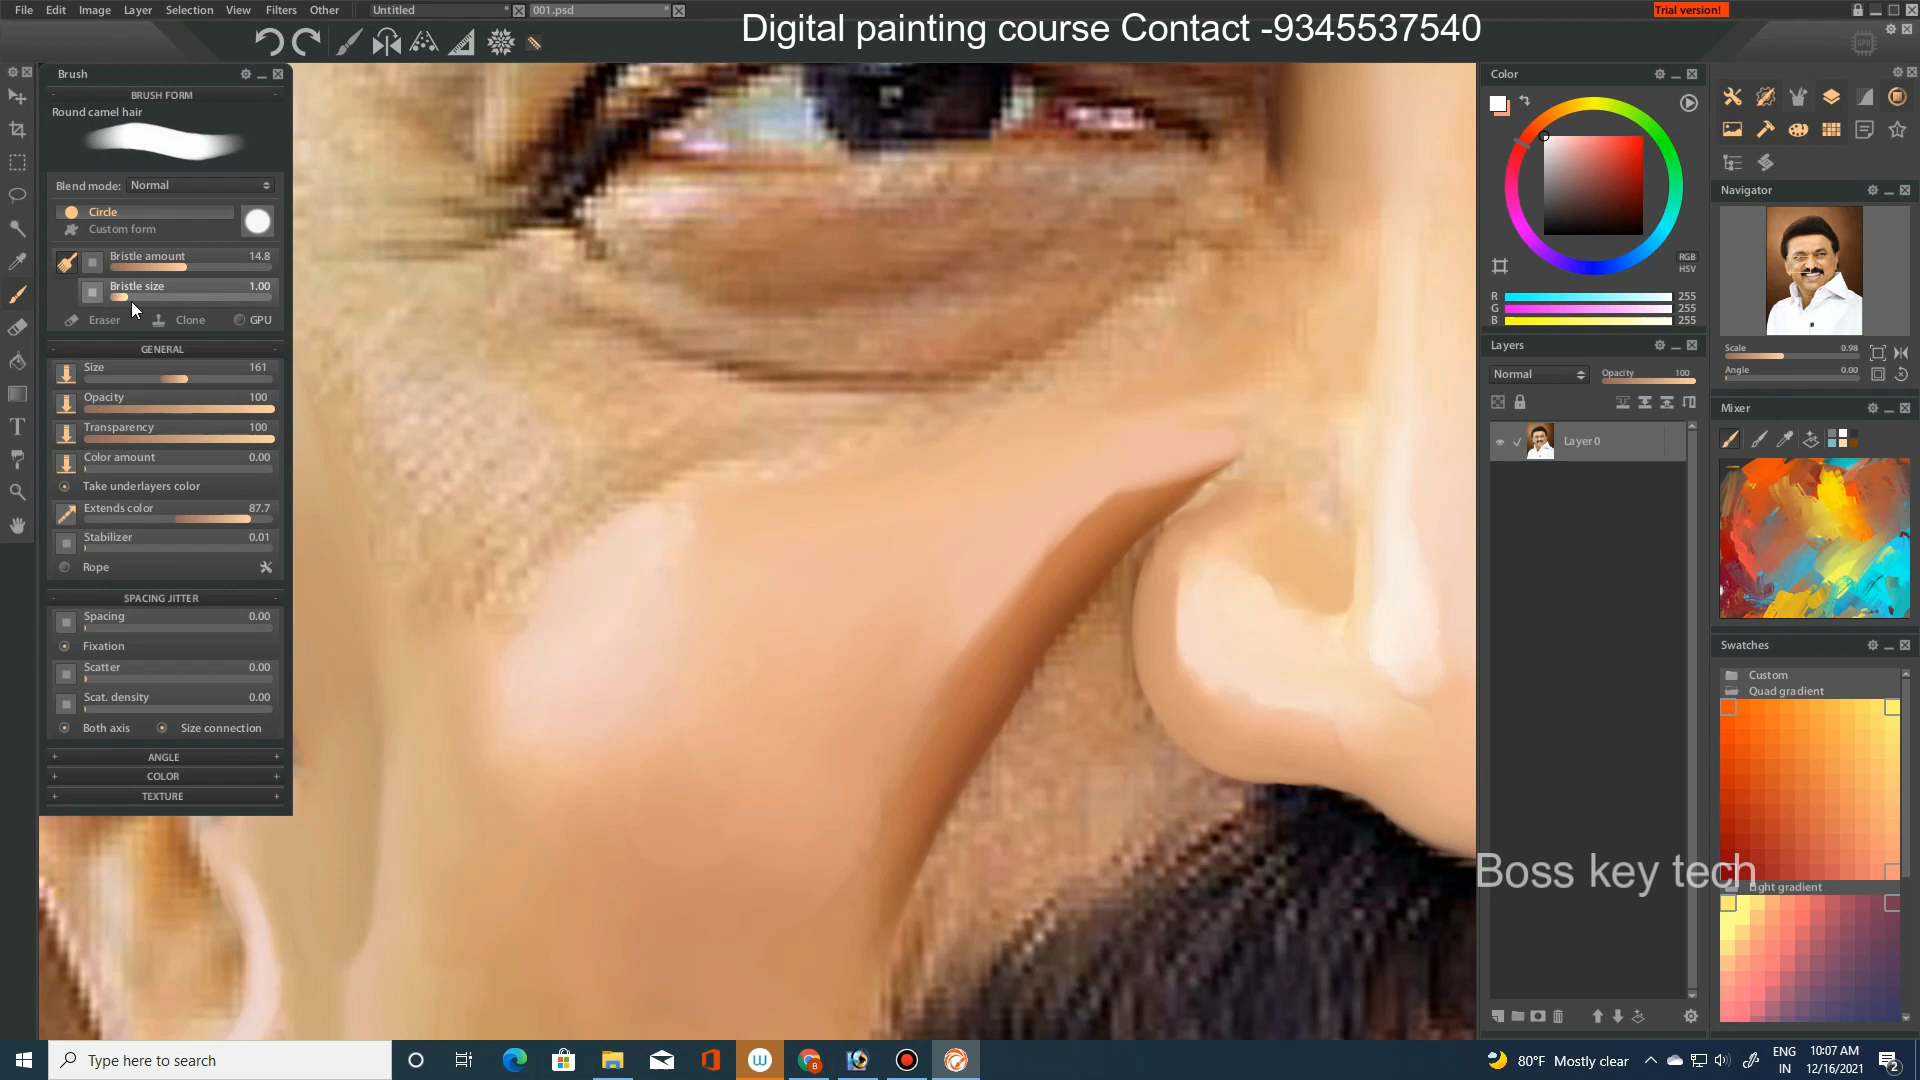 File Edit Image Layer Selection View Filters Other Untitled * 001.psd * Trial version!
Digital painting course Contact -9345537540
Brush
BRUSH FORM
Round camel hair
Blend mode: Normal
Circle
Custom form
Bristle amount 14.8
Bristle size 1.00
Eraser Clone GPU
GENERAL
Size 161
Opacity 100
Transparency 100
Color amount 0.00
Take underlayers color
Extends color 87.7
Stabilizer 0.01
Rope
SPACING JITTER
Spacing 0.00
Fixation
Scatter 0.00
Scat. density 0.00
Both axis Size connection
ANGLE
COLOR
TEXTURE
Color
RGB
HSV
R 255
G 255
B 255
Layers
Normal Opacity 100
Layer 0
Navigator
Scale 0.98
Angle 0.00
Mixer
Swatches
Custom
Quad gradient
Boss key tech
Light gradient
Type here to search
80°F Mostly clear
ENG
IN
10:07 AM
12/16/2021
2